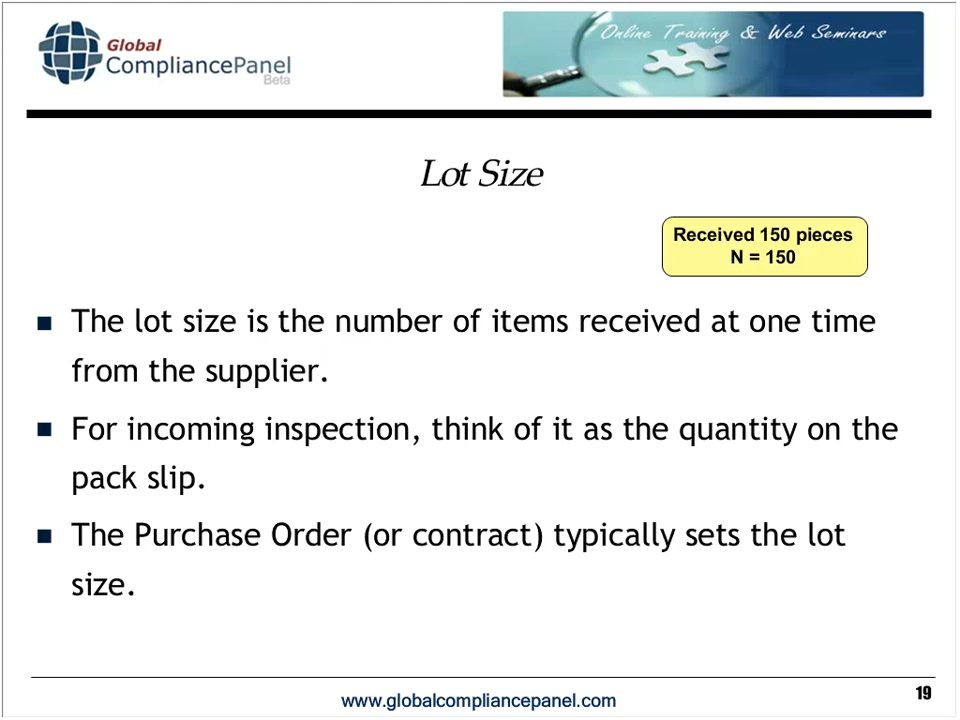 Global
CompliancePanel
Beta
Online Training & Web Seminars
Lot Size
Received 150 pieces
N = 150
The lot size is the number of items received at one time
from the supplier.
For incoming inspection, think of it as the quantity on the
pack slip.
The Purchase Order (or contract) typically sets the lot
size.
www.globalcompliancepanel.com
19